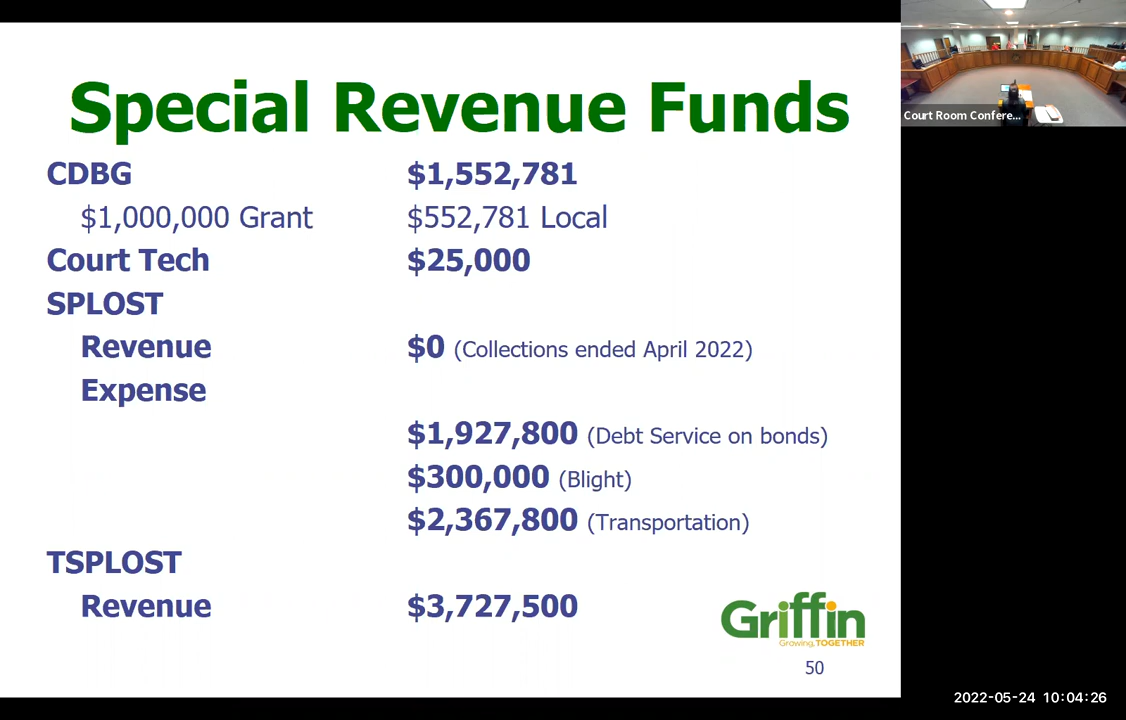 Special Revenue Funds
CDBG $1,552,781
$1,000,000 Grant $552,781 Local
Court Tech $25,000
SPLOST
Revenue $0 (Collections ended April 2022)
Expense
$1,927,800 (Debt Service on bonds)
$300,000 (Blight)
$2,367,800 (Transportation)
TSPLOST
Revenue $3,727,500
Griffin
Growing, TOGETHER
50
Court Room Confere...
2022-05-24 10:04:26